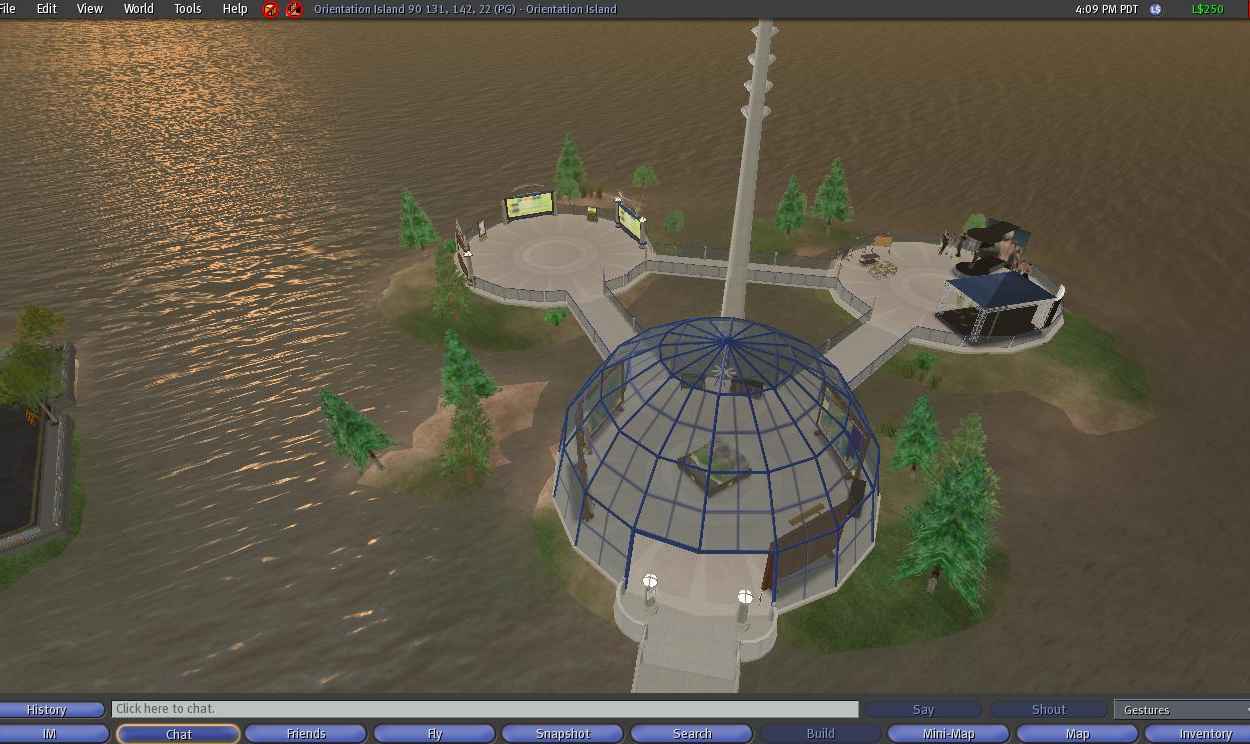 File Edit View World Tools Help Orientation Island 90 131, 142, 22 (PG) - Orientation Island 4:09 PM PDT L$ L$250
History Click here to chat. Say Shout Gestures
IM Chat Friends Fly Snapshot Search Build Mini-Map Map Inventory